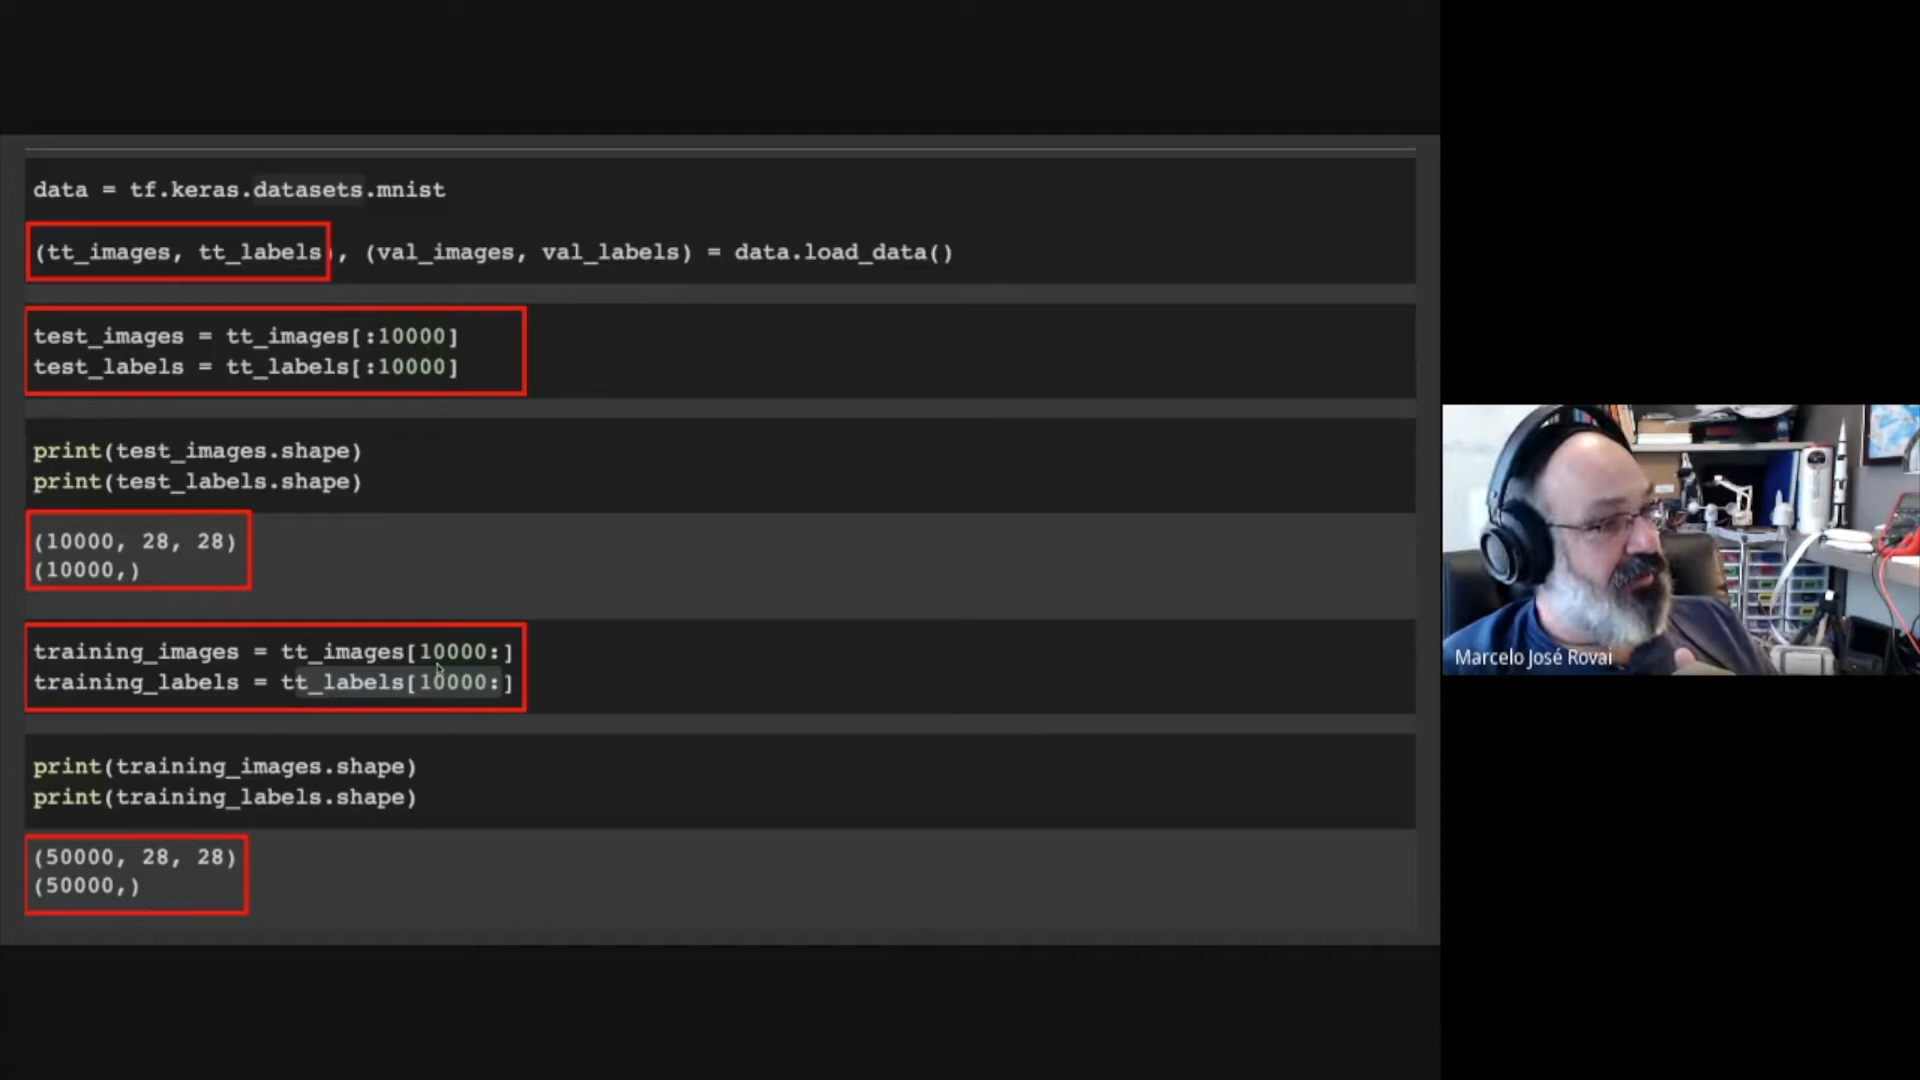 data = tf.keras.datasets.mnist
(tt_images, tt_labels), (val_images, val_labels) = data.load_data()
test_images = tt_images[:10000]
test_labels = tt_labels[:10000]
print(test_images.shape)
print(test_labels.shape)
(10000, 28, 28)
(10000,)
training_images = tt_images[10000:]
training_labels = tt_labels[10000:]
print(training_images.shape)
print(training_labels.shape)
(50000, 28, 28)
(50000,)
Marcelo José Rovai